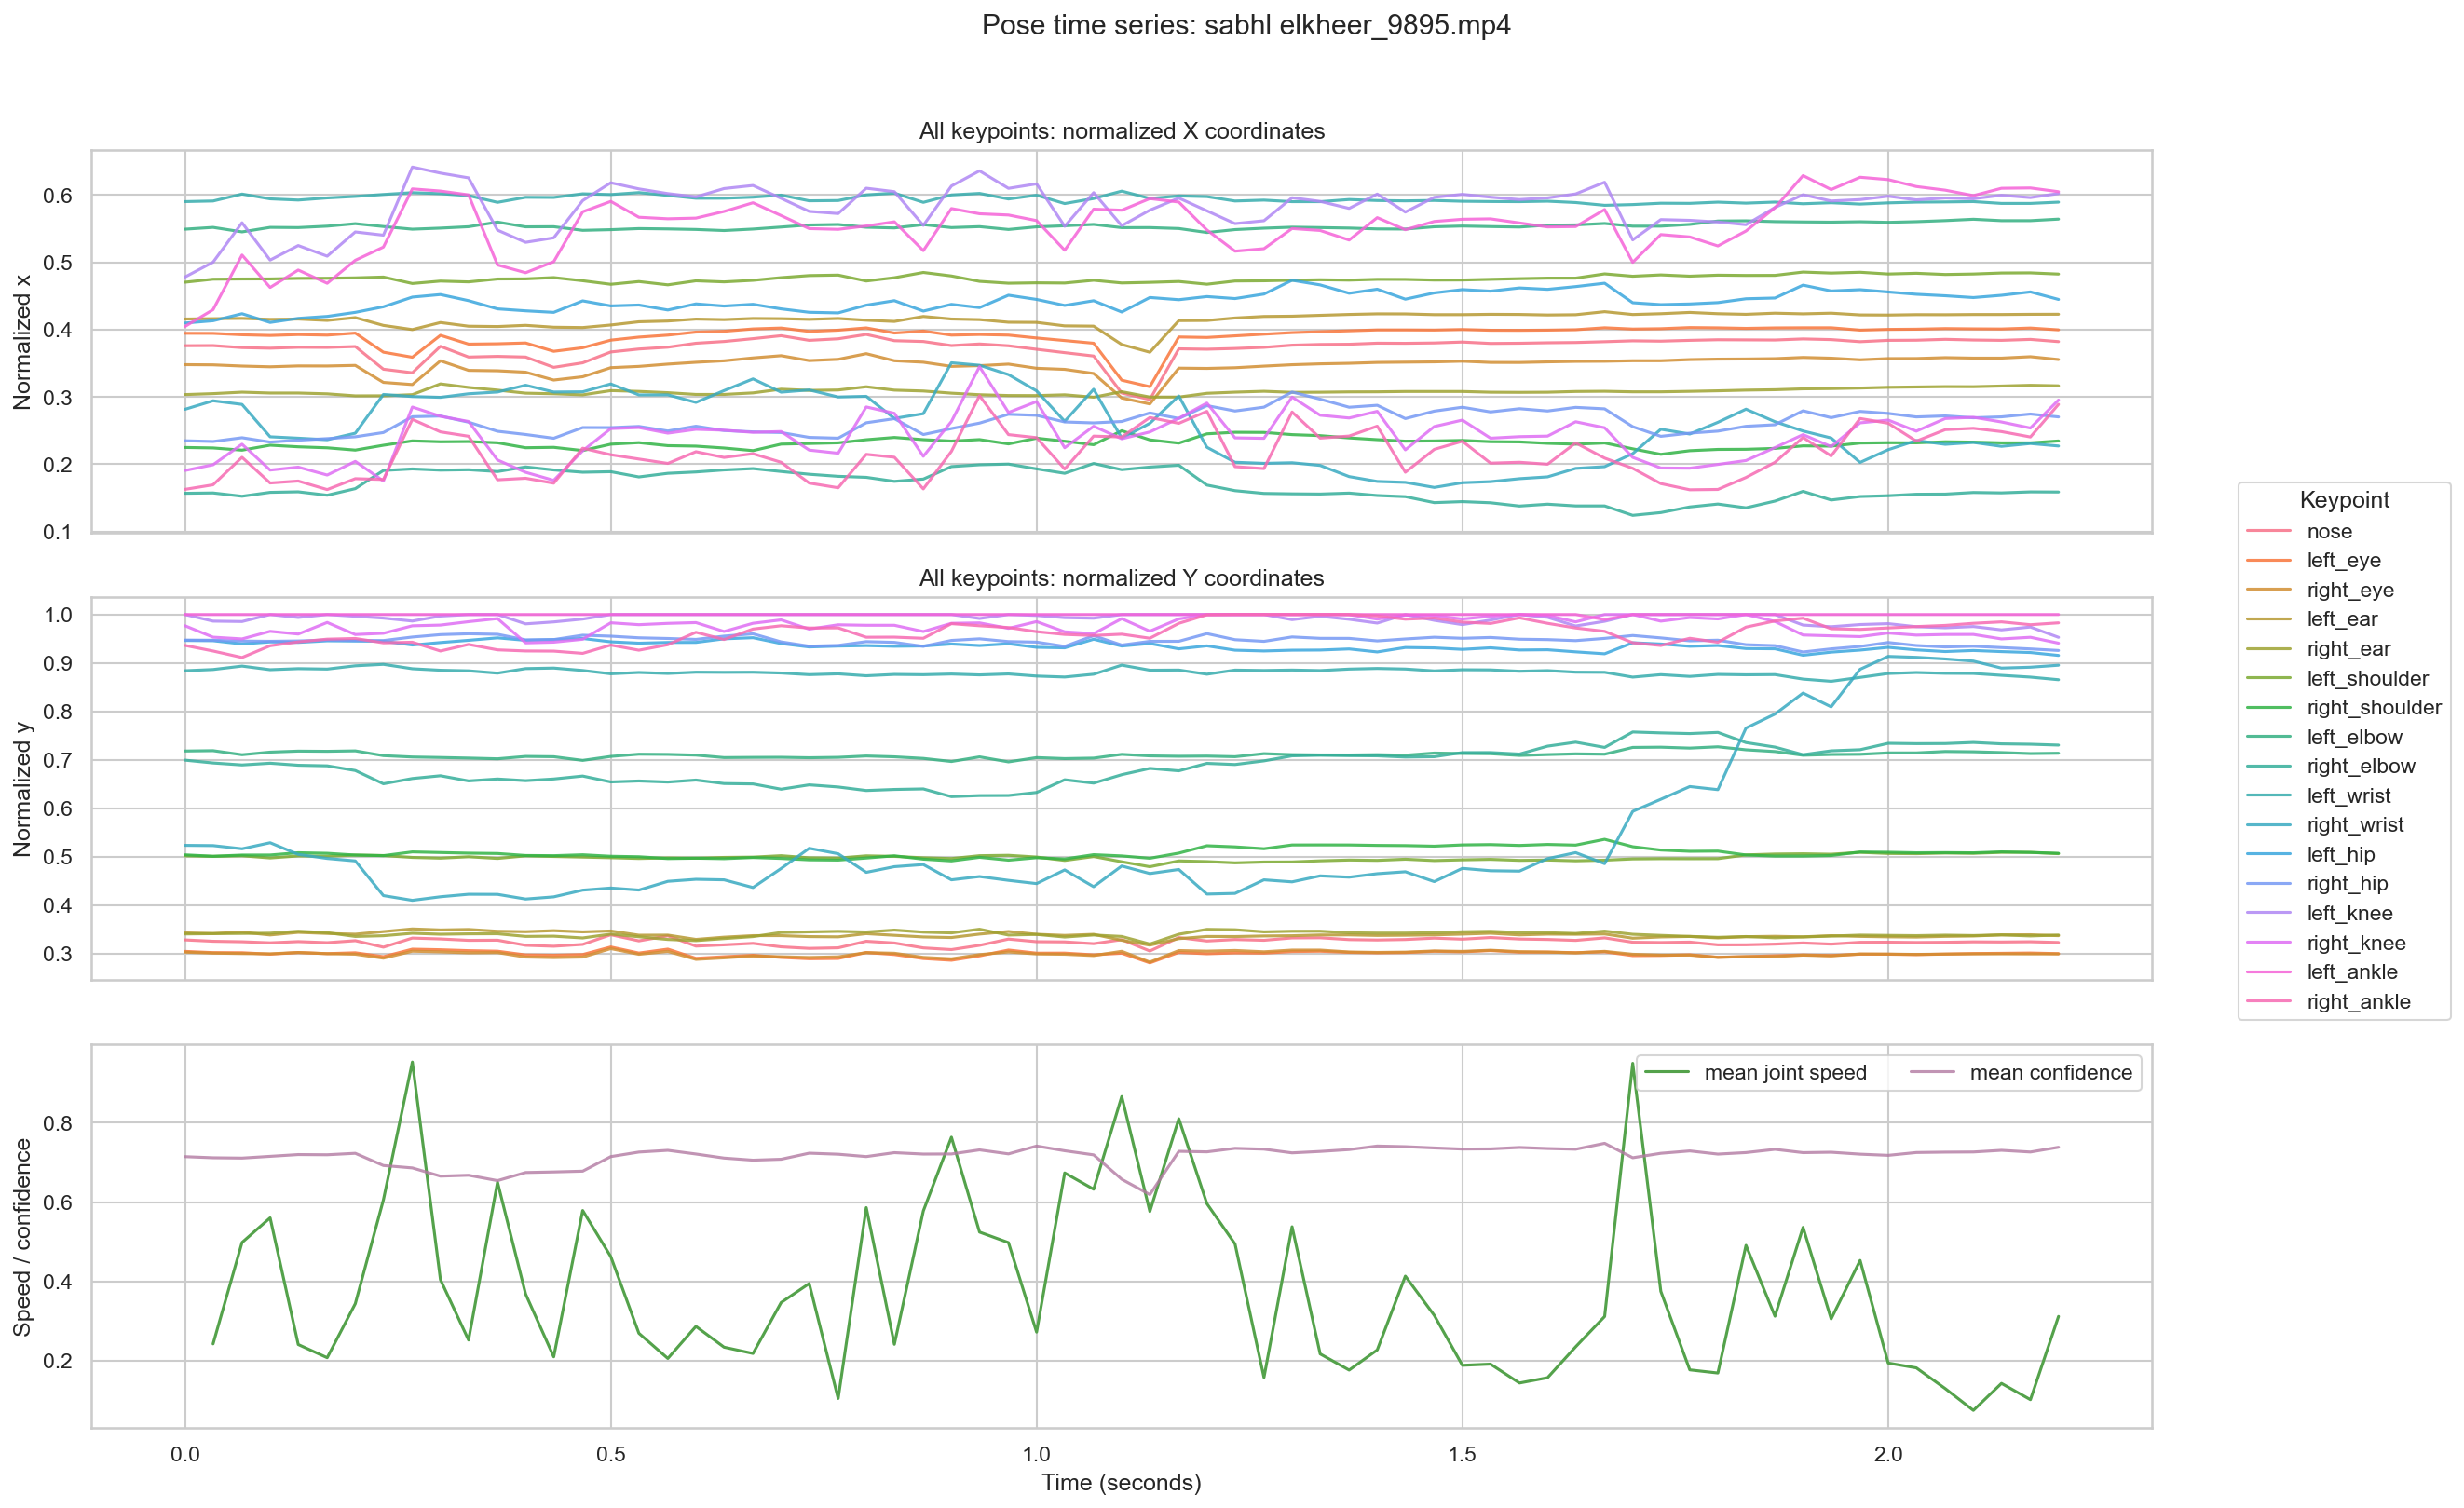 Pose time series: sabhl elkheer_9895.mp4
All keypoints: normalized X coordinates
Normalized x
0.6
0.5
0.4
0.3
0.2
0.1
All keypoints: normalized Y coordinates
Normalized y
1.0
0.9
0.8
0.7
0.6
0.5
0.4
0.3
Keypoint
nose
left_eye
right_eye
left_ear
right_ear
left_shoulder
right_shoulder
left_elbow
right_elbow
left_wrist
right_wrist
left_hip
right_hip
left_knee
right_knee
left_ankle
right_ankle
mean joint speed
mean confidence
Speed / confidence
0.8
0.6
0.4
0.2
0.0
0.5
1.0
1.5
2.0
Time (seconds)